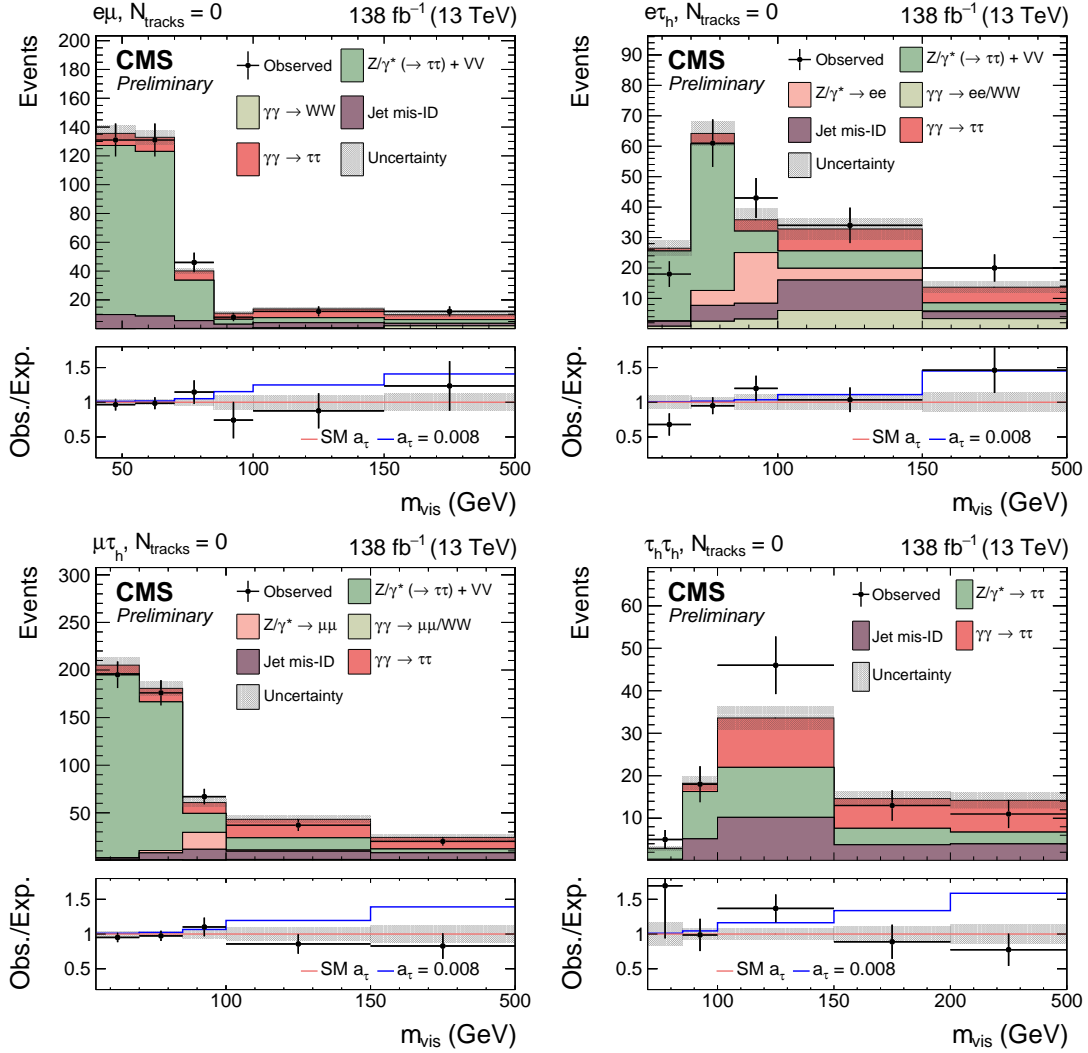 eμ, N_tracks = 0 138 fb⁻¹ (13 TeV)
Events
200
180
160
140
120
100
80
60
40
20
CMS
Preliminary
Observed
Z/γ* (→ ττ) + VV
γγ → WW
Jet mis-ID
γγ → ττ
Uncertainty
Obs./Exp.
1.5
1
0.5
SM a_τ
a_τ = 0.008
50 100 150 500
m_vis (GeV)
eτ_h, N_tracks = 0 138 fb⁻¹ (13 TeV)
Events
90
80
70
60
50
40
30
20
10
CMS
Preliminary
Observed
Z/γ* (→ ττ) + VV
Z/γ* → ee
γγ → ee/WW
Jet mis-ID
γγ → ττ
Uncertainty
Obs./Exp.
1.5
1
0.5
SM a_τ
a_τ = 0.008
100 150 500
m_vis (GeV)
μτ_h, N_tracks = 0 138 fb⁻¹ (13 TeV)
Events
300
250
200
150
100
50
CMS
Preliminary
Observed
Z/γ* (→ ττ) + VV
Z/γ* → μμ
γγ → μμ/WW
Jet mis-ID
γγ → ττ
Uncertainty
Obs./Exp.
1.5
1
0.5
SM a_τ
a_τ = 0.008
100 150 500
m_vis (GeV)
τ_hτ_h, N_tracks = 0 138 fb⁻¹ (13 TeV)
Events
60
50
40
30
20
10
CMS
Preliminary
Observed
Z/γ* → ττ
Jet mis-ID
γγ → ττ
Uncertainty
Obs./Exp.
1.5
1
0.5
SM a_τ
a_τ = 0.008
100 150 200 500
m_vis (GeV)